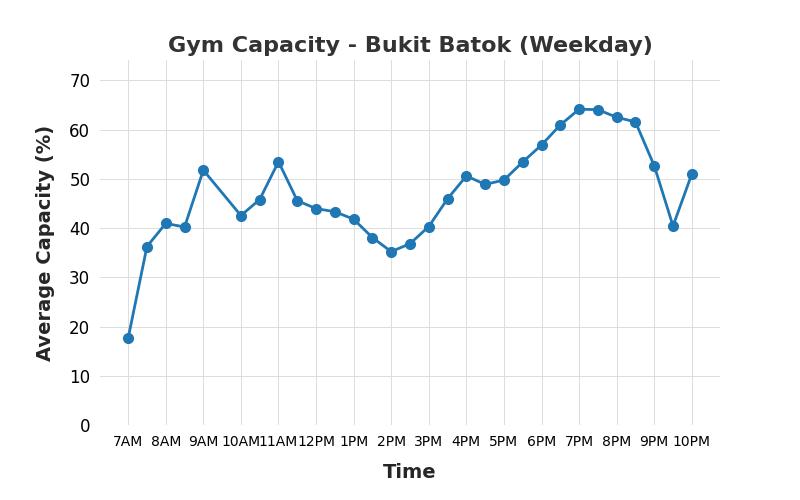 Gym Capacity - Bukit Batok (Weekday)
Average Capacity (%)
70
60
50
40
30
20
10
0
7AM 8AM 9AM 10AM 11AM 12PM 1PM 2PM 3PM 4PM 5PM 6PM 7PM 8PM 9PM 10PM
Time